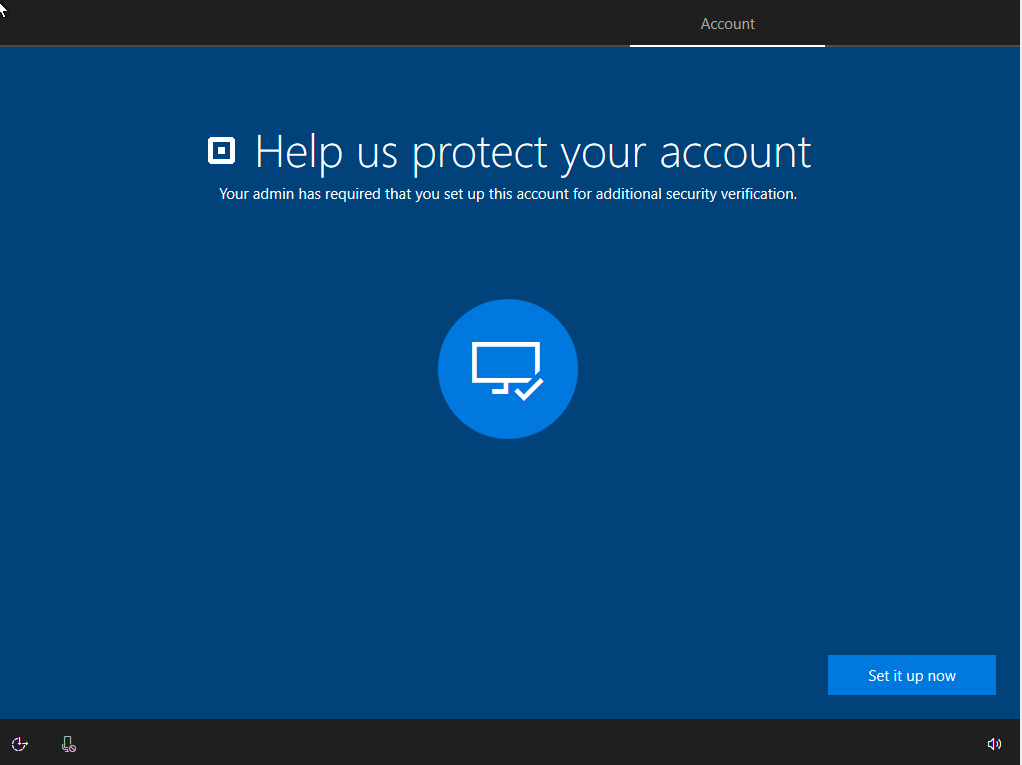 Account
Help us protect your account
Your admin has required that you set up this account for additional security verification.
Set it up now